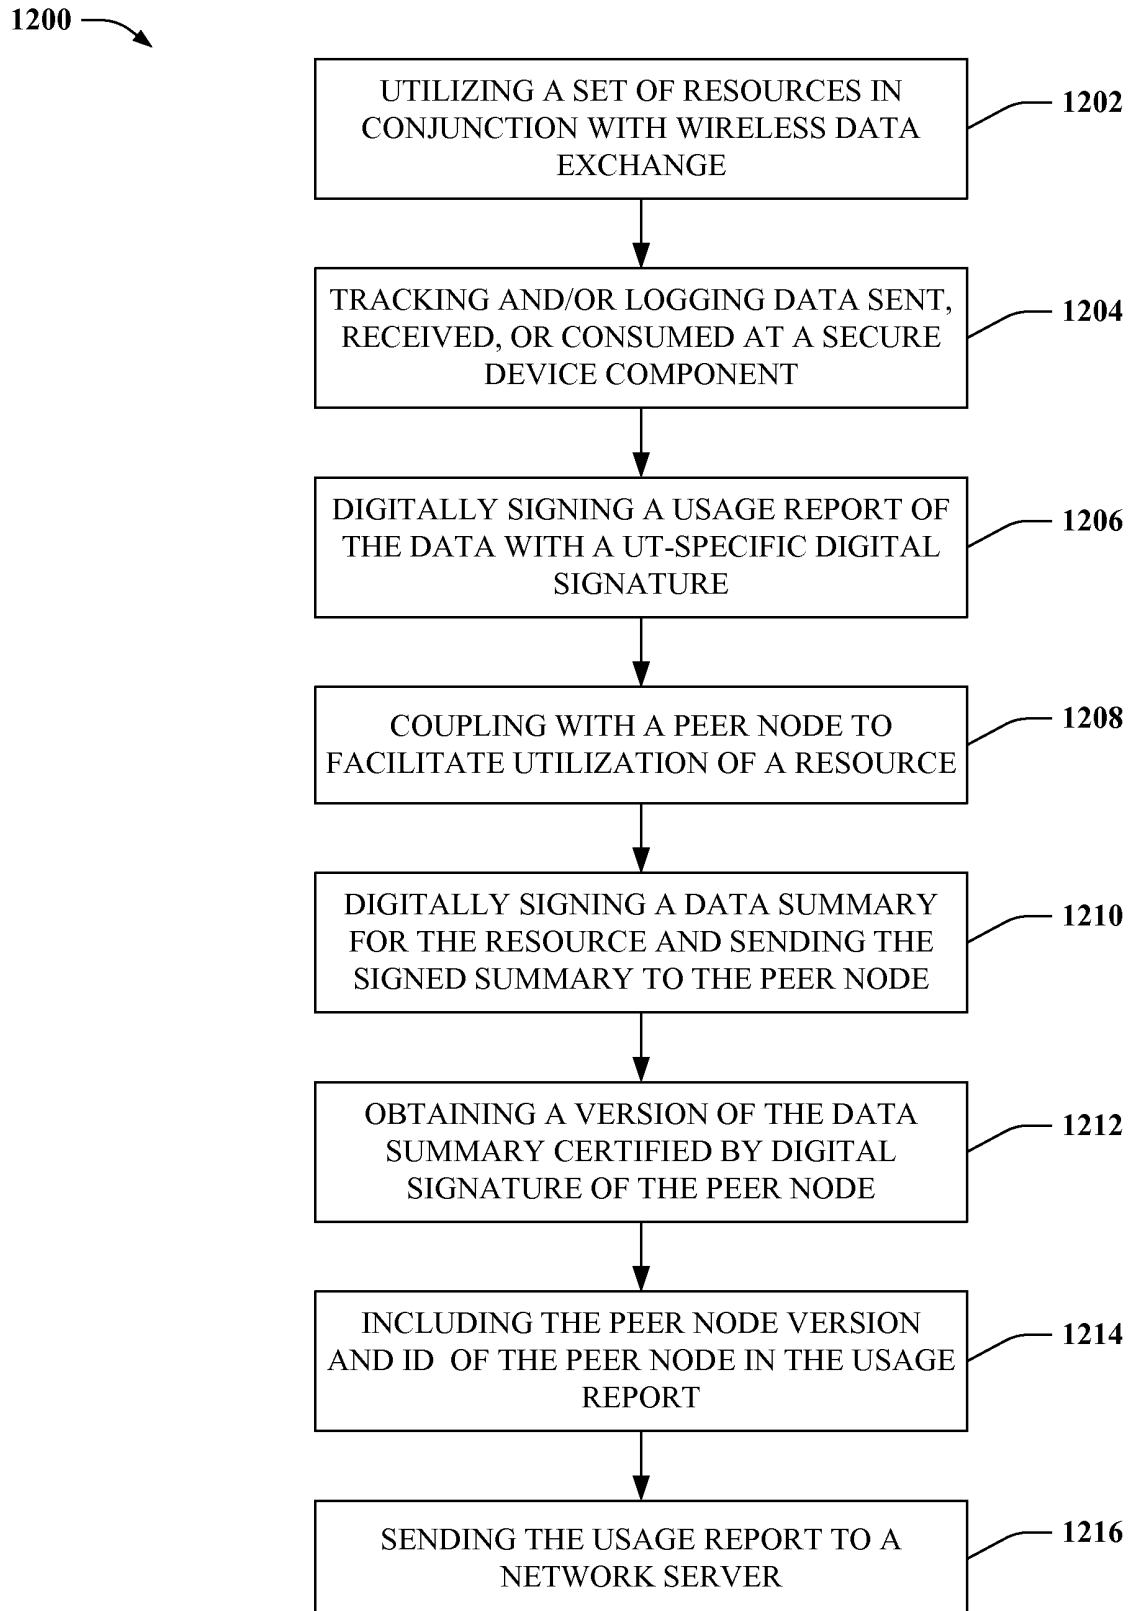 1200
UTILIZING A SET OF RESOURCES IN
CONJUNCTION WITH WIRELESS DATA
EXCHANGE
1202
TRACKING AND/OR LOGGING DATA SENT,
RECEIVED, OR CONSUMED AT A SECURE
DEVICE COMPONENT
1204
DIGITALLY SIGNING A USAGE REPORT OF
THE DATA WITH A UT-SPECIFIC DIGITAL
SIGNATURE
1206
COUPLING WITH A PEER NODE TO
FACILITATE UTILIZATION OF A RESOURCE
1208
DIGITALLY SIGNING A DATA SUMMARY
FOR THE RESOURCE AND SENDING THE
SIGNED SUMMARY TO THE PEER NODE
1210
OBTAINING A VERSION OF THE DATA
SUMMARY CERTIFIED BY DIGITAL
SIGNATURE OF THE PEER NODE
1212
INCLUDING THE PEER NODE VERSION
AND ID OF THE PEER NODE IN THE USAGE
REPORT
1214
SENDING THE USAGE REPORT TO A
NETWORK SERVER
1216